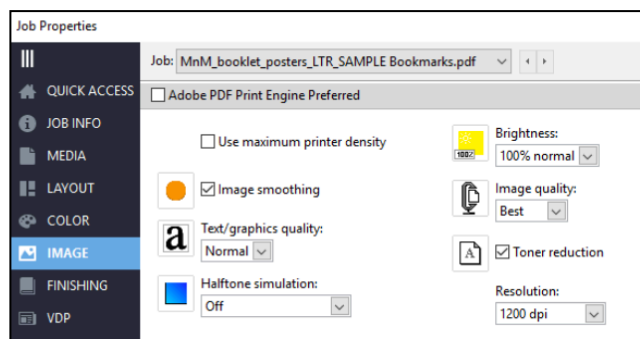 Job Properties
Job: MnM_booklet_posters_LTR_SAMPLE Bookmarks.pdf
QUICK ACCESS
JOB INFO
MEDIA
LAYOUT
COLOR
IMAGE
FINISHING
VDP
Adobe PDF Print Engine Preferred
Use maximum printer density
Image smoothing
a
Text/graphics quality:
Normal
Halftone simulation:
Off
100%
Brightness:
100% normal
Image quality:
Best
A
Toner reduction
Resolution:
1200 dpi